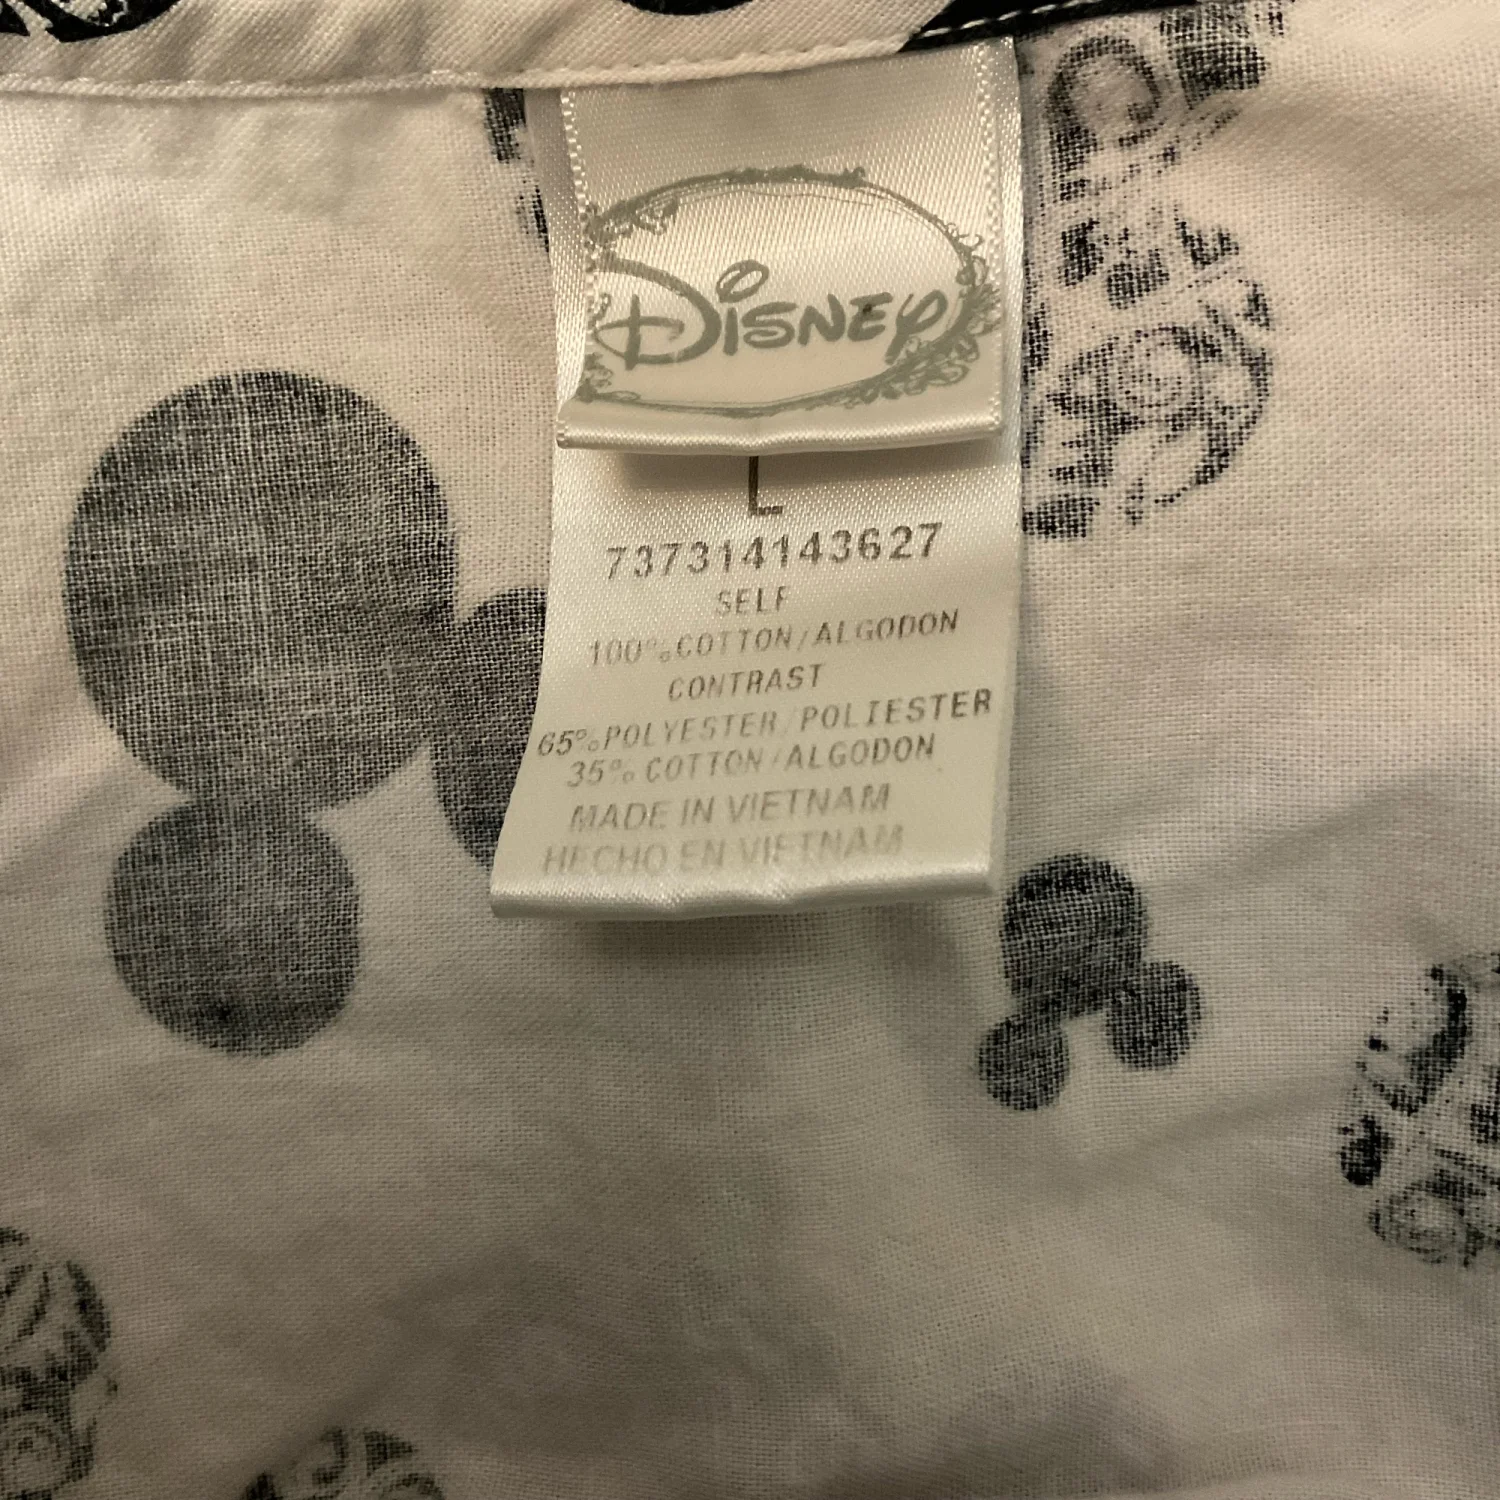 Disney
L
737314143627
SELF
100% COTTON/ALGODON
CONTRAST
65% POLYESTER/POLIESTER
35% COTTON/ALGODON
MADE IN VIETNAM
HECHO EN VIETNAM